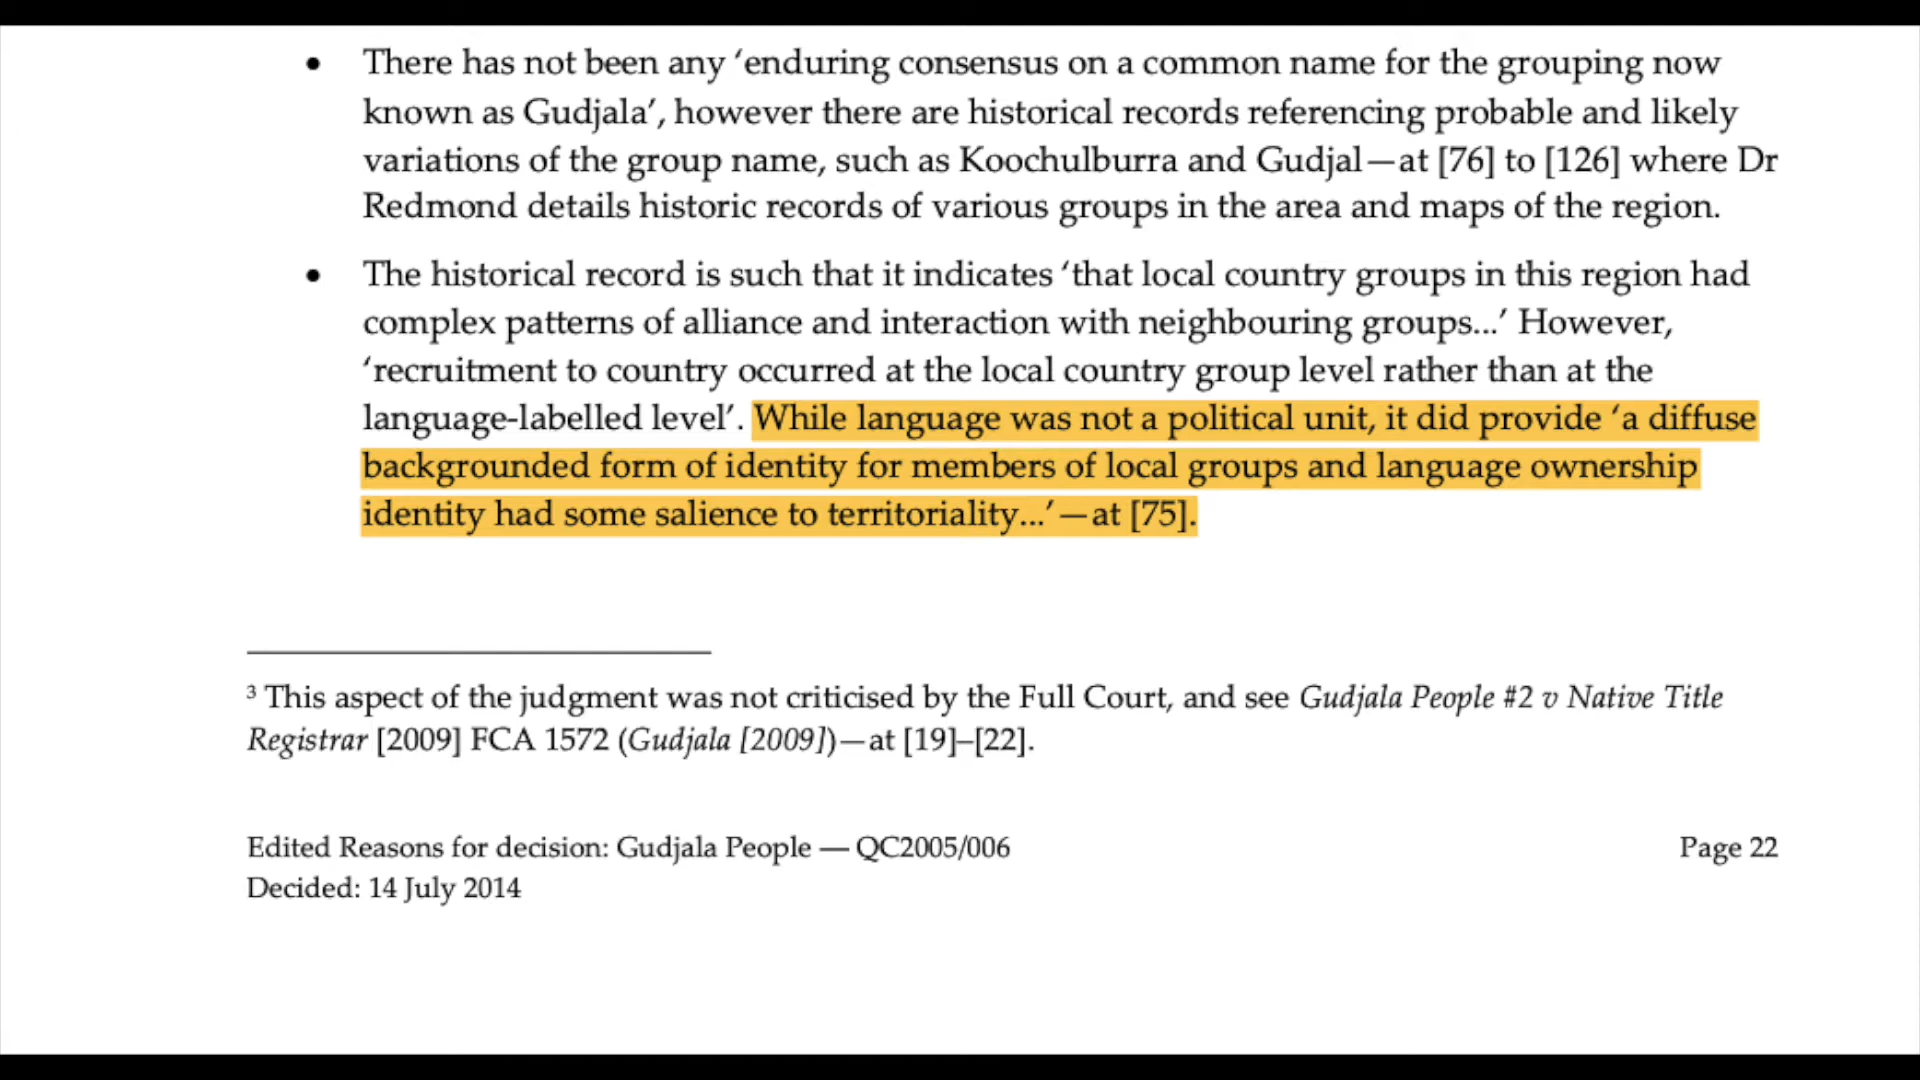 • There has not been any ‘enduring consensus on a common name for the grouping now
known as Gudjala’, however there are historical records referencing probable and likely
variations of the group name, such as Koochulburra and Gudjal—at [76] to [126] where Dr
Redmond details historic records of various groups in the area and maps of the region.
• The historical record is such that it indicates ‘that local country groups in this region had
complex patterns of alliance and interaction with neighbouring groups...’ However,
‘recruitment to country occurred at the local country group level rather than at the
language-labelled level’. While language was not a political unit, it did provide ‘a diffuse
backgrounded form of identity for members of local groups and language ownership
identity had some salience to territoriality...’—at [75].
³ This aspect of the judgment was not criticised by the Full Court, and see Gudjala People #2 v Native Title
Registrar [2009] FCA 1572 (Gudjala [2009])—at [19]–[22].
Edited Reasons for decision: Gudjala People — QC2005/006 Page 22
Decided: 14 July 2014